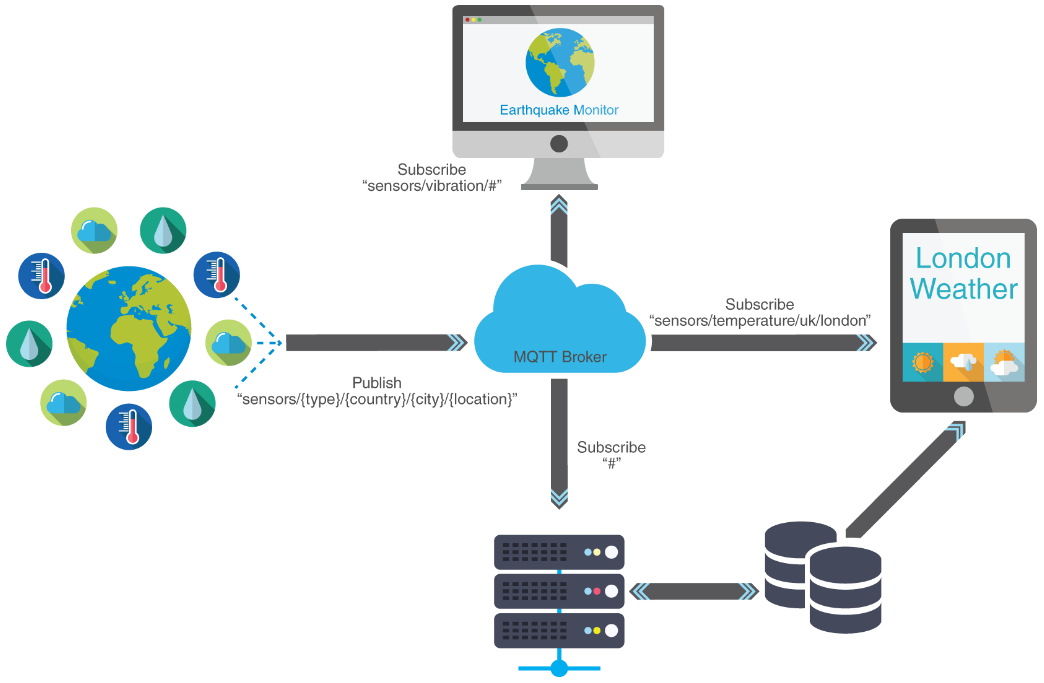 Earthquake Monitor
Subscribe
“sensors/vibration/#”
London
Weather
Subscribe
“sensors/temperature/uk/london”
MQTT Broker
Publish
“sensors/{type}/{country}/{city}/{location}”
Subscribe
“#”